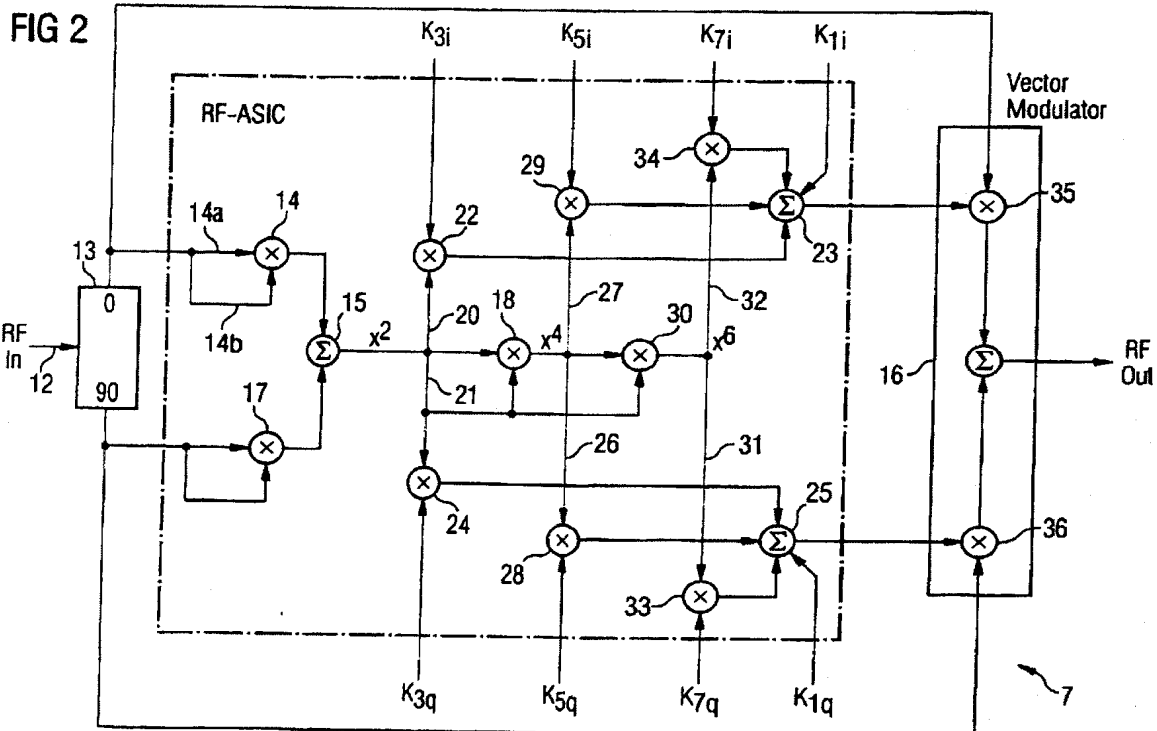 FIG 2
K3i
K5i
K7i
K1i
Vector
Modulator
RF-ASIC
34
29
35
14
14a
22
23
13
0
20
27
32
14b
15
18
30
RF
In
x²
x⁴
x⁶
RF
Out
12
16
21
90
17
26
31
24
25
36
28
33
K3q
K5q
K7q
K1q
7
× × × × × × × × × × × ×
Σ Σ Σ Σ